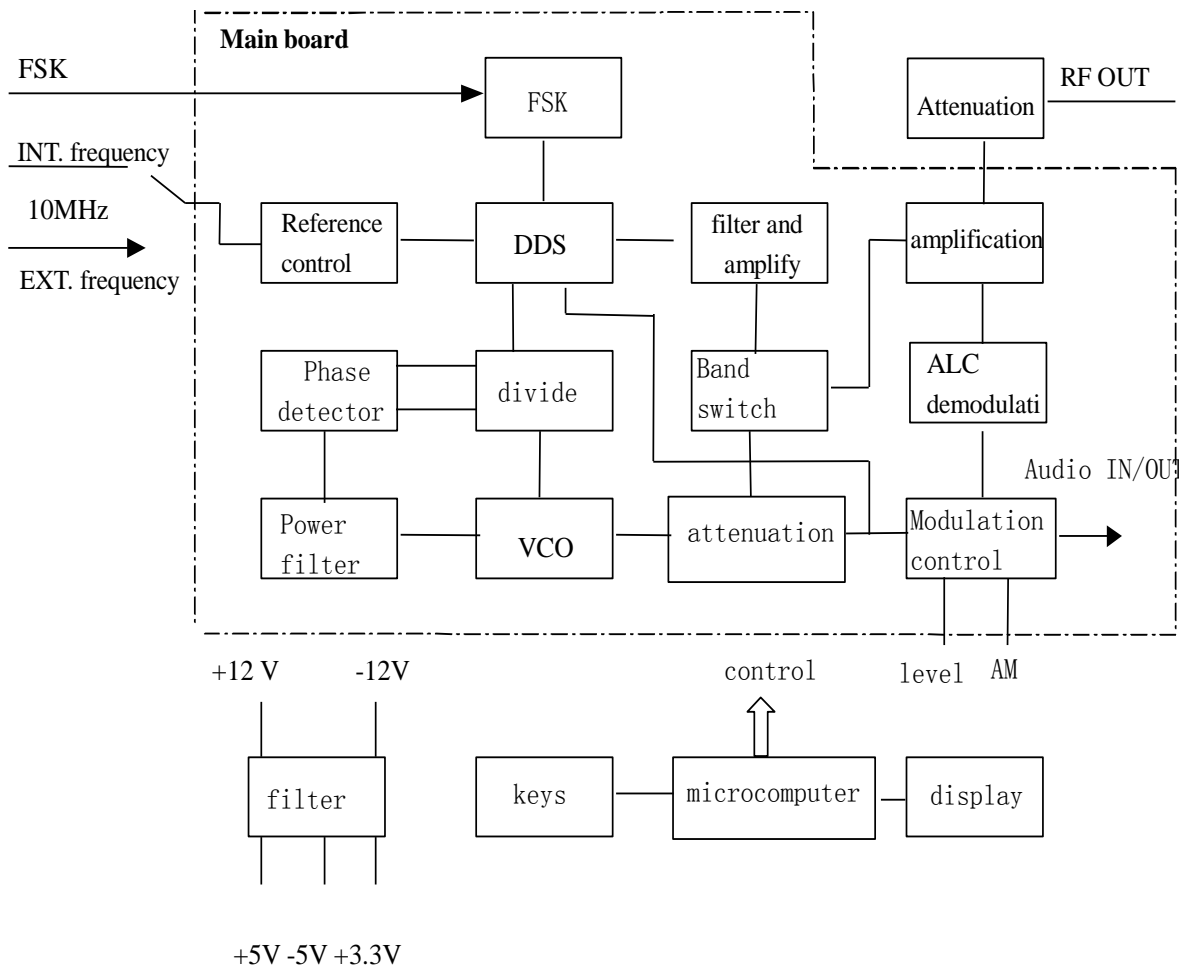 Main board
FSK
FSK
RF OUT
Attenuation
INT. frequency
10MHz
EXT. frequency
Reference
control
DDS
filter and
amplify
amplification
Phase
detector
divide
Band
switch
ALC
demodulati
Audio IN/OUT
Power
filter
VCO
attenuation
Modulation
control
+12 V
-12V
control
level
AM
filter
keys
microcomputer
display
+5V -5V +3.3V